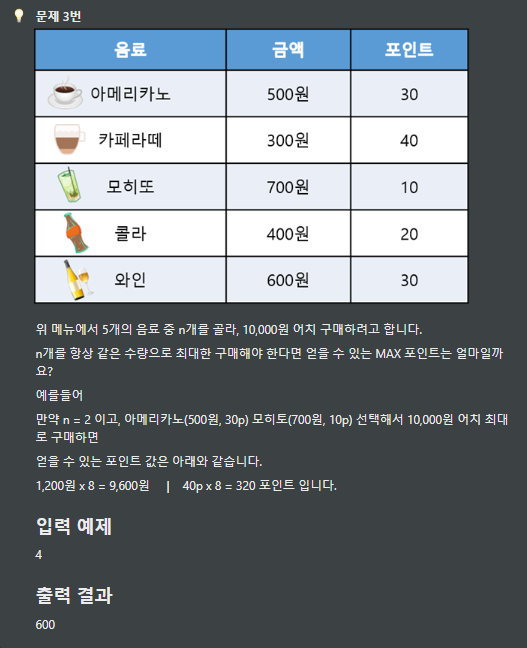 문제 3번
음료 금액 포인트
아메리카노 500원 30
카페라떼 300원 40
모히또 700원 10
콜라 400원 20
와인 600원 30
위 메뉴에서 5개의 음료 중 n개를 골라, 10,000원 어치 구매하려고 합니다.
n개를 항상 같은 수량으로 최대한 구매해야 한다면 얻을 수 있는 MAX 포인트는 얼마일까
요?
예를들어
만약 n = 2 이고, 아메리카노(500원, 30p) 모히토(700원, 10p) 선택해서 10,000원 어치 최대
로 구매하면
얻을 수 있는 포인트 값은 아래와 같습니다.
1,200원 x 8 = 9,600원 | 40p x 8 = 320 포인트 입니다.
입력 예제
4
출력 결과
600